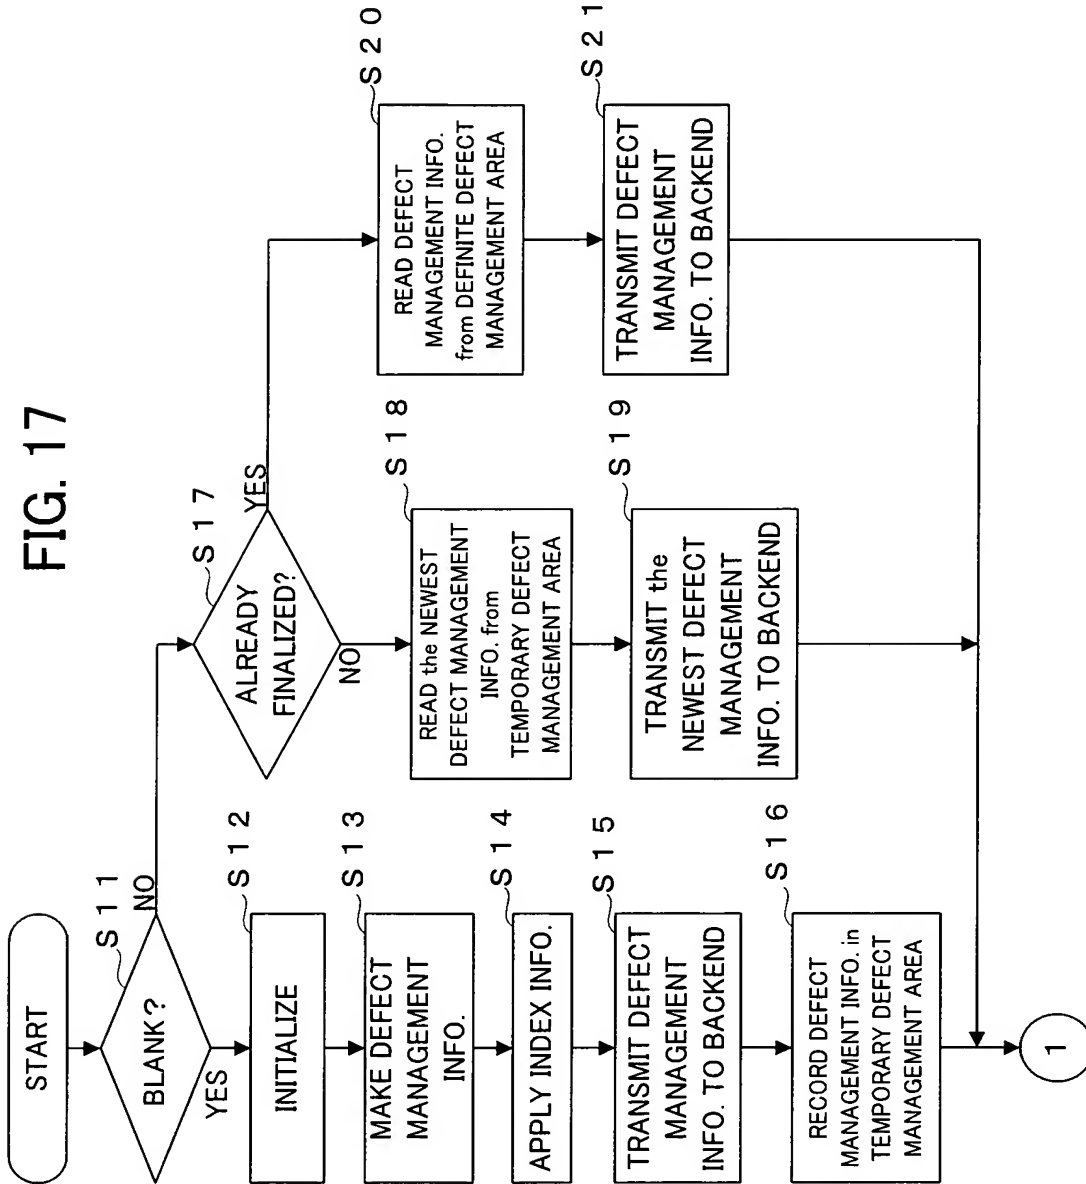 FIG. 17
START
S11
BLANK?
NO
YES
S12
INITIALIZE
S13
MAKE DEFECT
MANAGEMENT
INFO.
S14
APPLY INDEX INFO.
S15
TRANSMIT DEFECT
MANAGEMENT
INFO. TO BACKEND
S16
RECORD DEFECT
MANAGEMENT INFO. in
TEMPORARY DEFECT
MANAGEMENT AREA
S17
ALREADY
FINALIZED?
YES
NO
S18
READ the NEWEST
DEFECT MANAGEMENT
INFO. from
TEMPORARY DEFECT
MANAGEMENT AREA
S19
TRANSMIT the
NEWEST DEFECT
MANAGEMENT
INFO. TO BACKEND
S20
READ DEFECT
MANAGEMENT INFO.
from DEFINITE DEFECT
MANAGEMENT AREA
S21
TRANSMIT DEFECT
MANAGEMENT
INFO. TO BACKEND
1